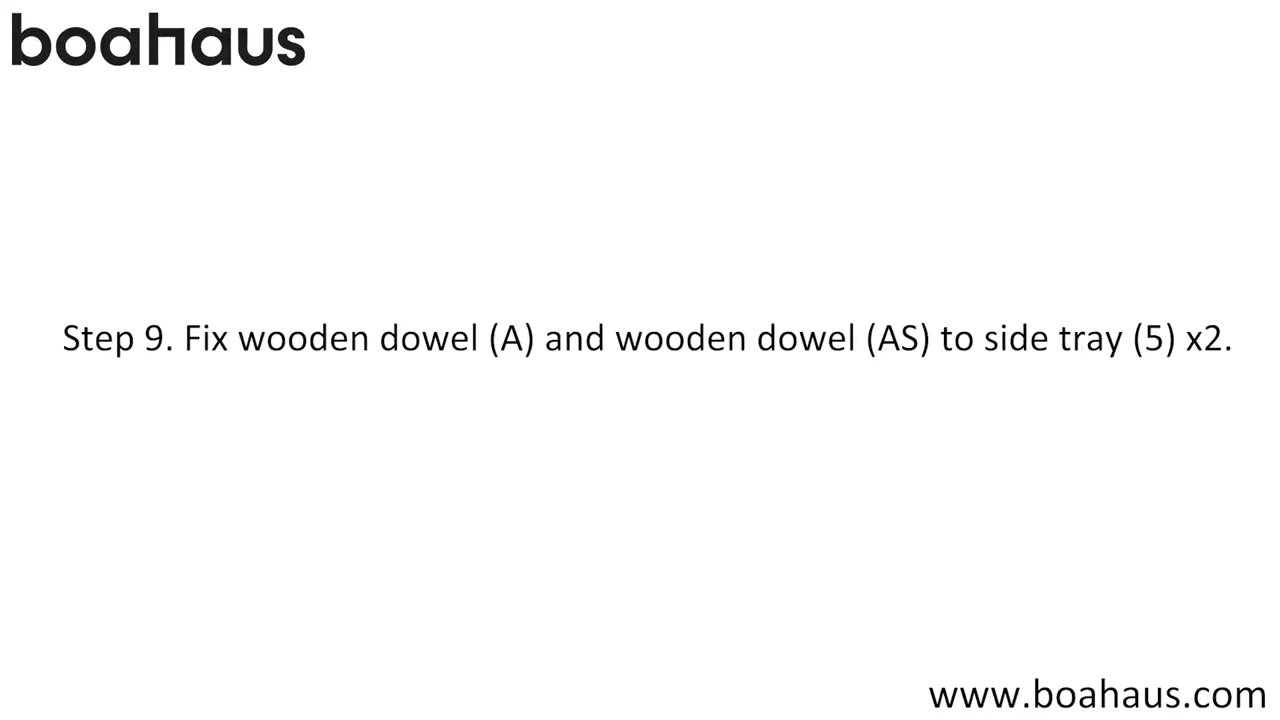 boahaus
Step 9. Fix wooden dowel (A) and wooden dowel (AS) to side tray (5) x2.
www.boahaus.com